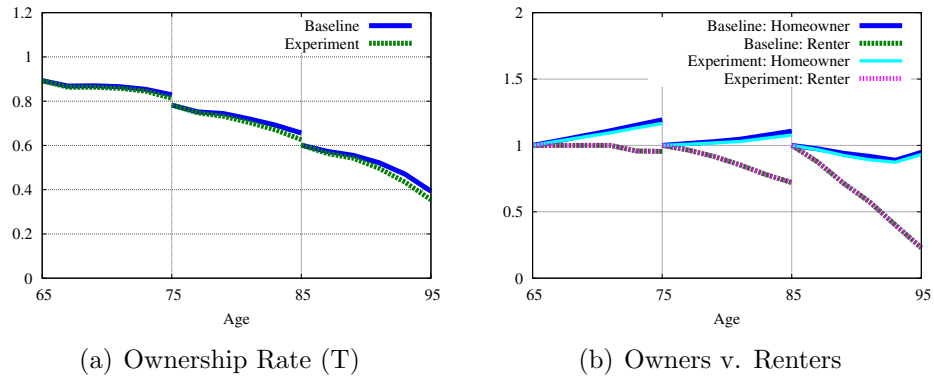 1.2
1
0.8
0.6
0.4
0.2
0
65
75
85
95
Age
Baseline
Experiment
(a) Ownership Rate (T)
2
1.5
1
0.5
0
65
75
85
95
Age
Baseline: Homeowner
Baseline: Renter
Experiment: Homeowner
Experiment: Renter
(b) Owners v. Renters